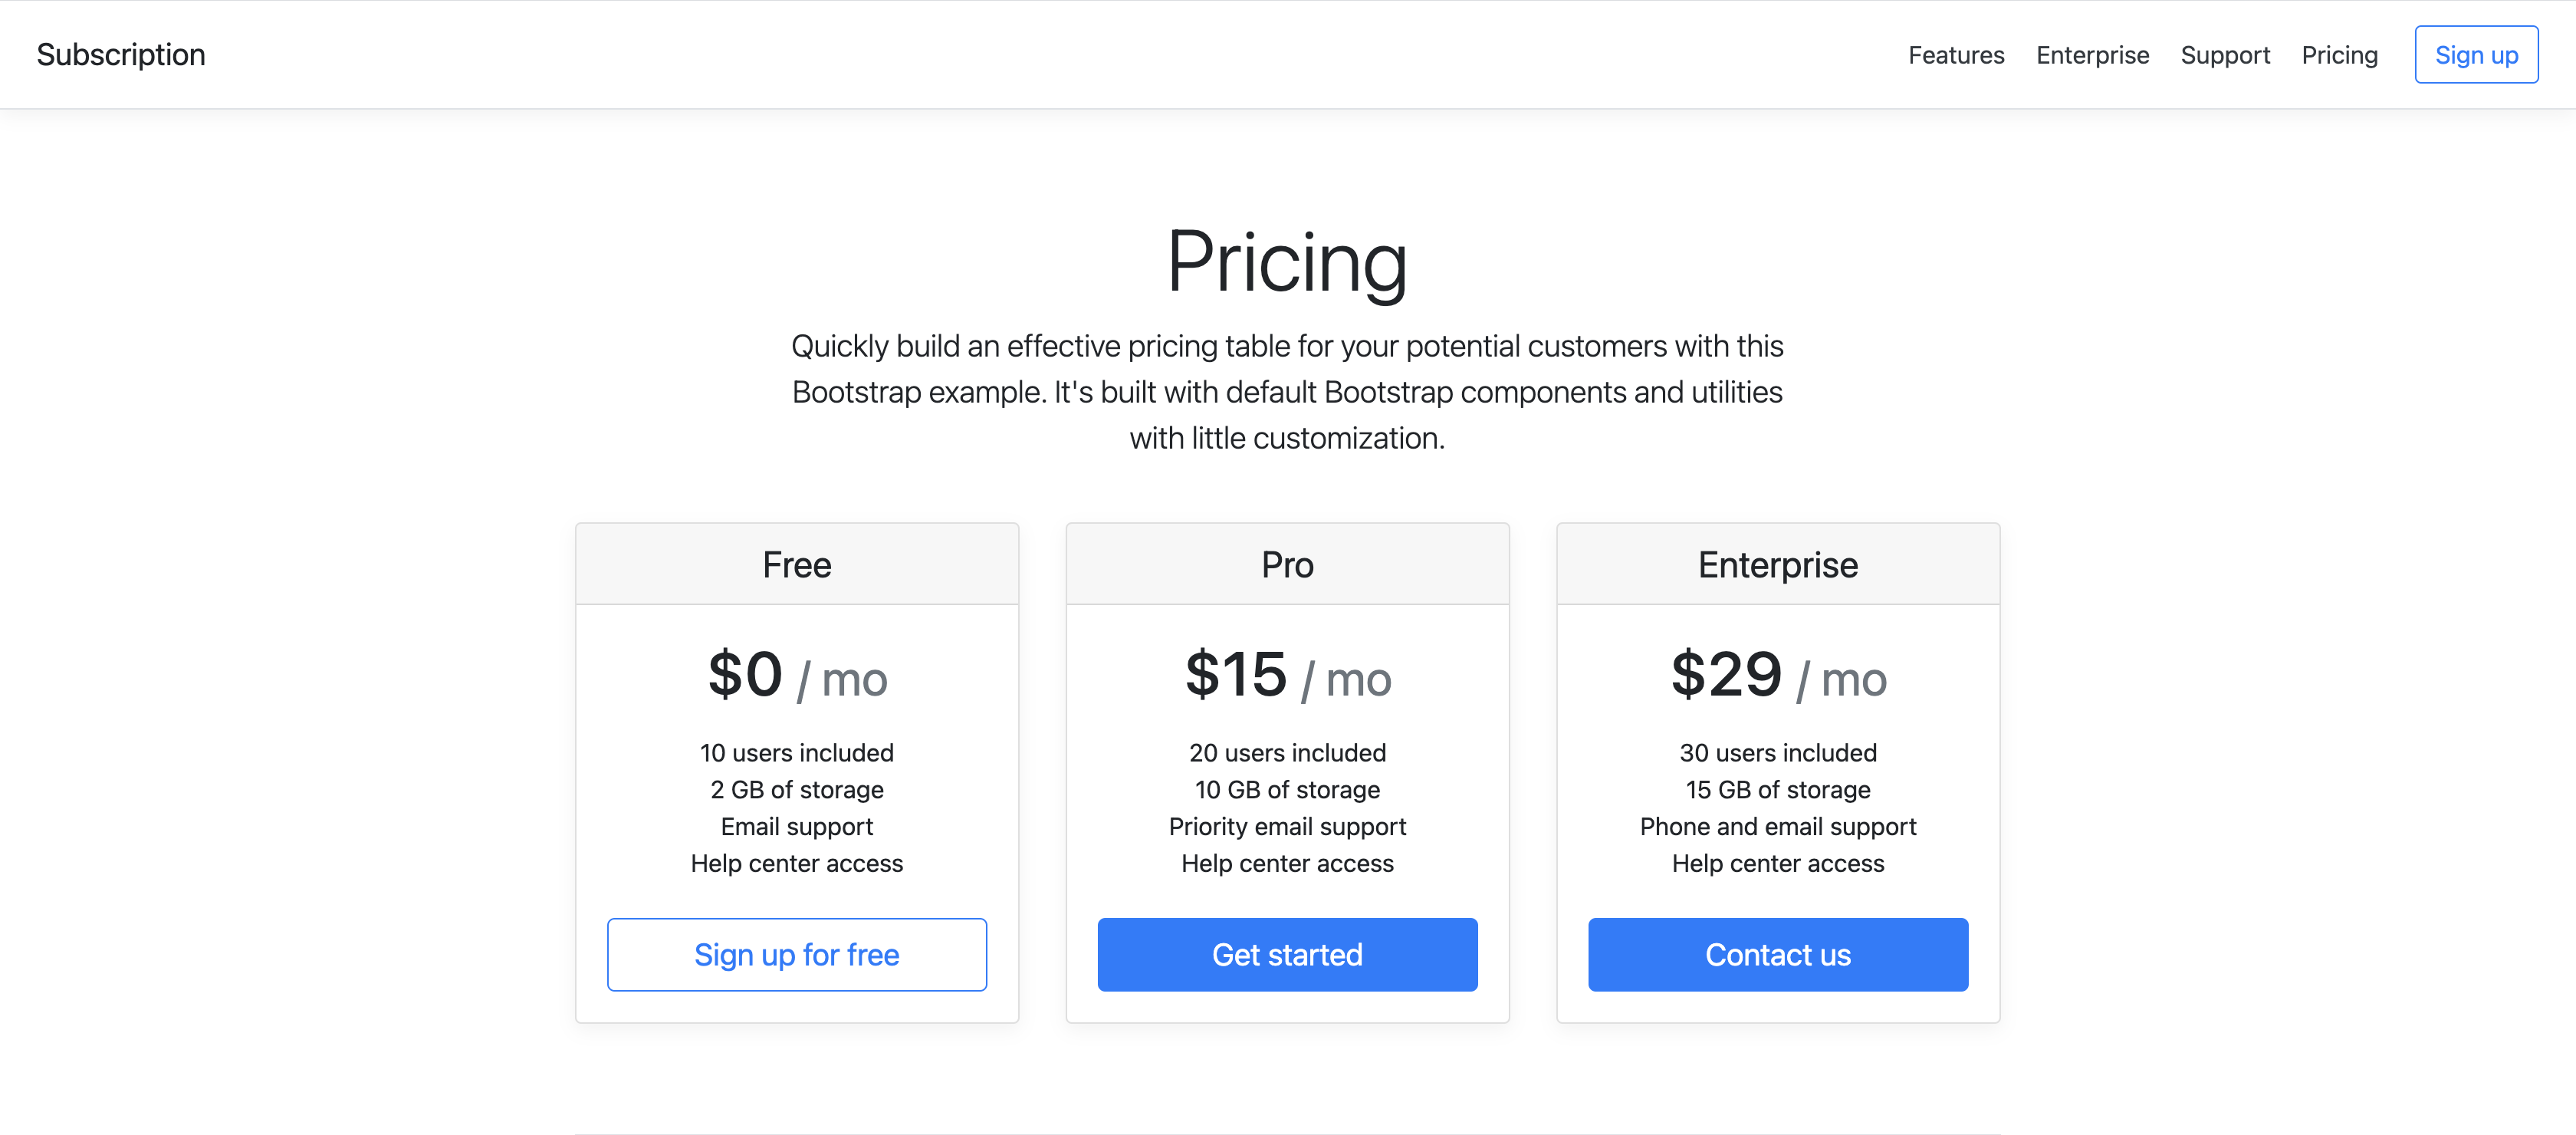 Subscription
Features Enterprise Support Pricing Sign up
Pricing
Quickly build an effective pricing table for your potential customers with this
Bootstrap example. It's built with default Bootstrap components and utilities
with little customization.
Free
$0 / mo
10 users included
2 GB of storage
Email support
Help center access
Sign up for free
Pro
$15 / mo
20 users included
10 GB of storage
Priority email support
Help center access
Get started
Enterprise
$29 / mo
30 users included
15 GB of storage
Phone and email support
Help center access
Contact us